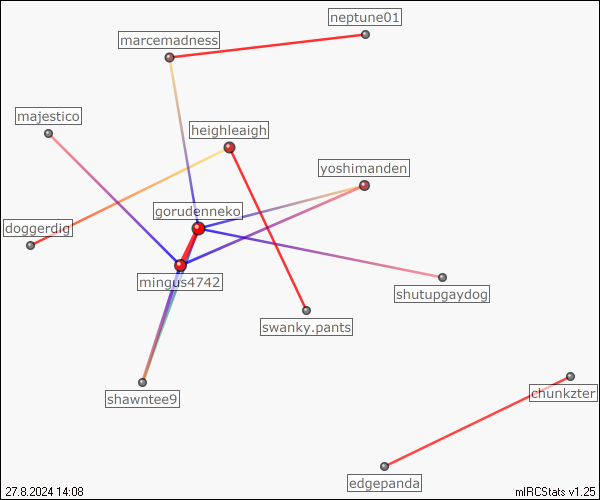 neptune01
marcemadness
majestico
heighleaigh
yoshimanden
gorudenneko
doggerdig
mingus4742
shutupgaydog
swanky.pants
chunkzter
shawntee9
edgepanda
27.8.2024 14:08
mIRCStats v1.25